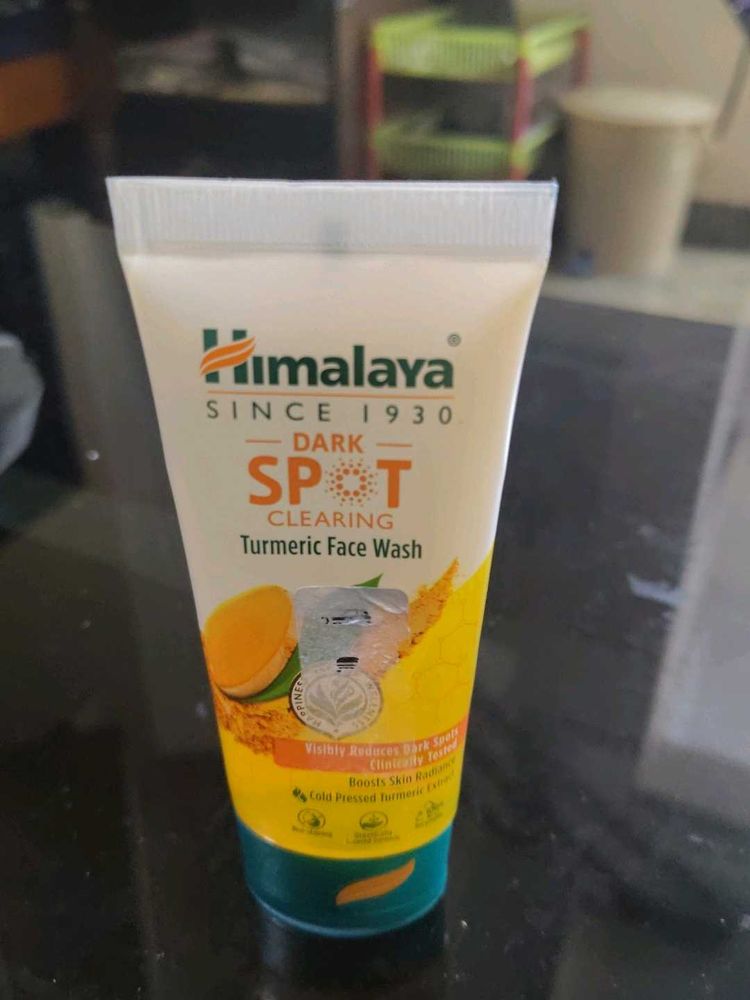 Himalaya®
SINCE 1930
DARK
SPOT
CLEARING
Turmeric Face Wash
Visibly Reduces Dark Spots
Clinically Tested
Boosts Skin Radiance
Cold Pressed Turmeric Extract